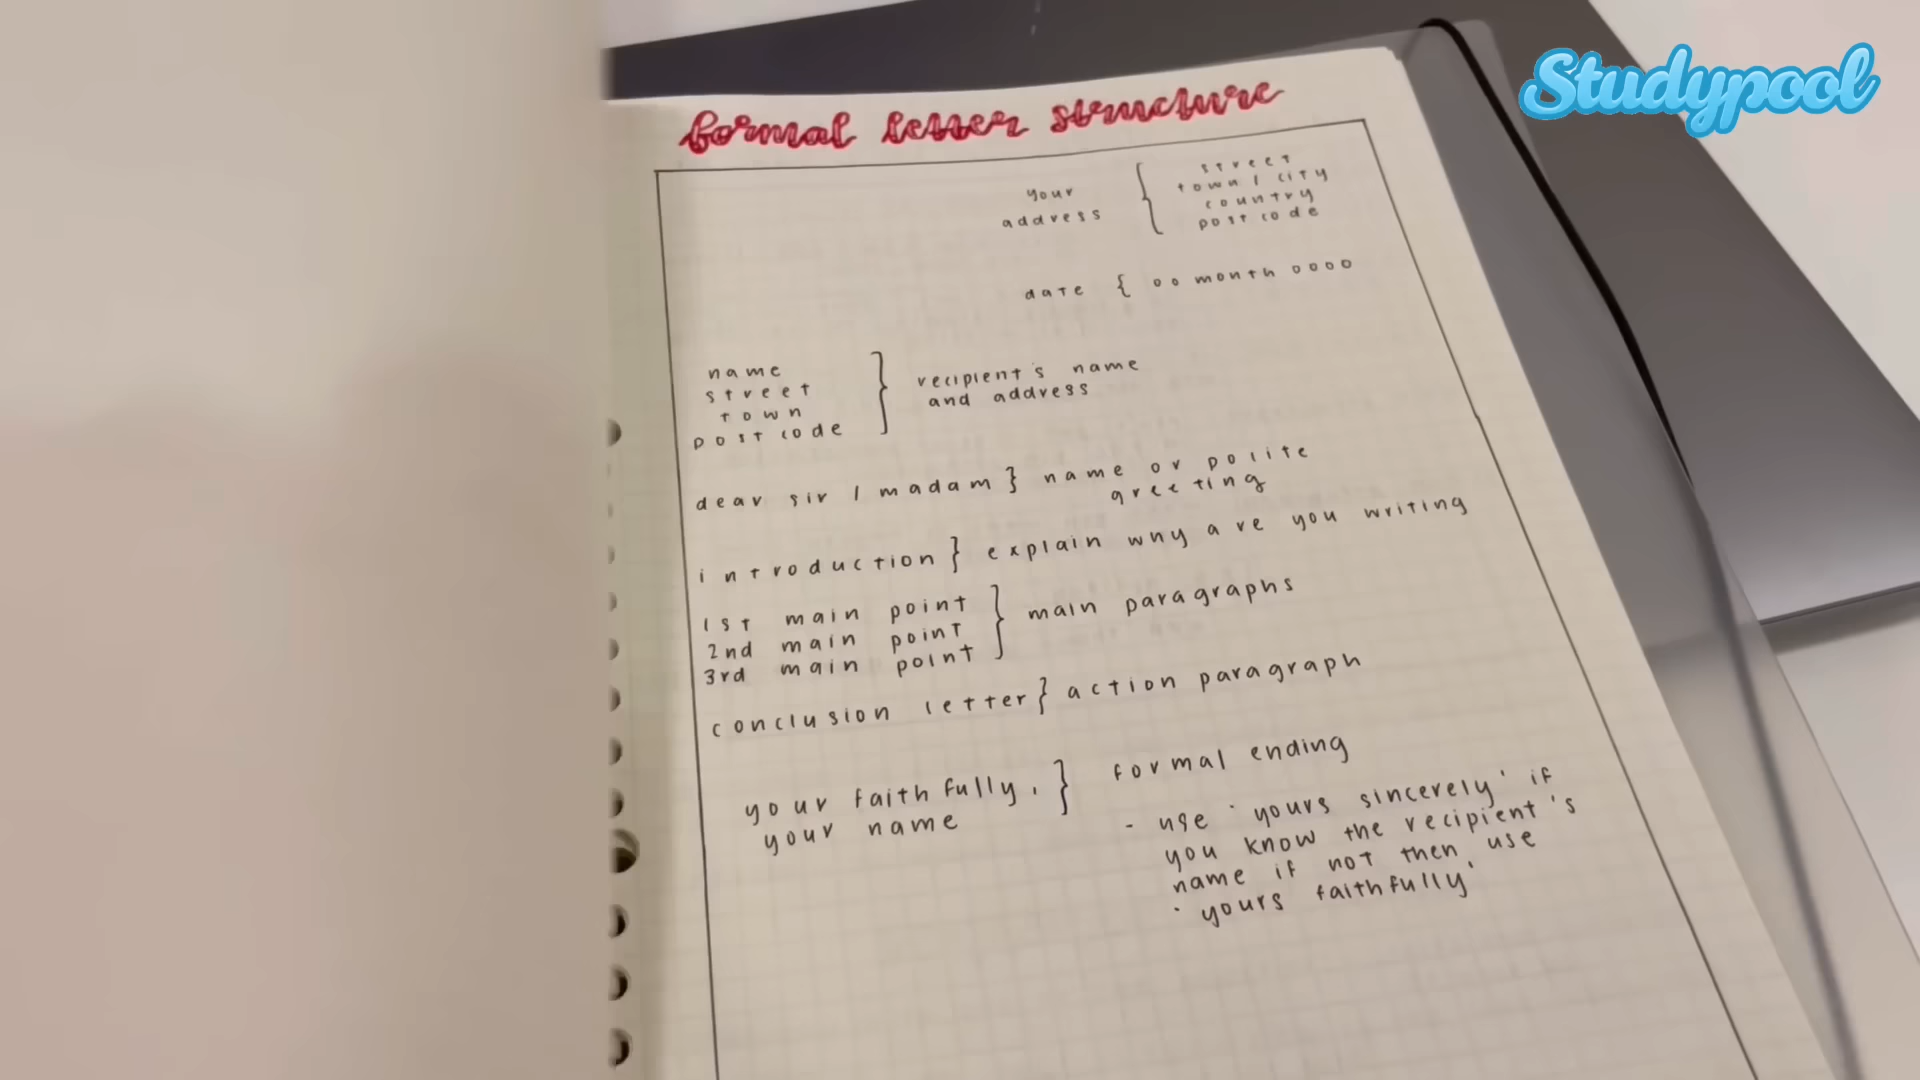 formal letter structure
Studypool
your
address
{
street
town / city
country
post code
date { 00 month 0000
name
street
town
post code
}
recipient's name
and address
dear sir / madam } name or polite
greeting
introduction } explain why are you writing
1st main point
2nd main point
3rd main point
} main paragraphs
conclusion letter } action paragraph
your faithfully,
your name
}
formal ending
- use 'yours sincerely' if
you know the recipient's
name if not then use
'yours faithfully'